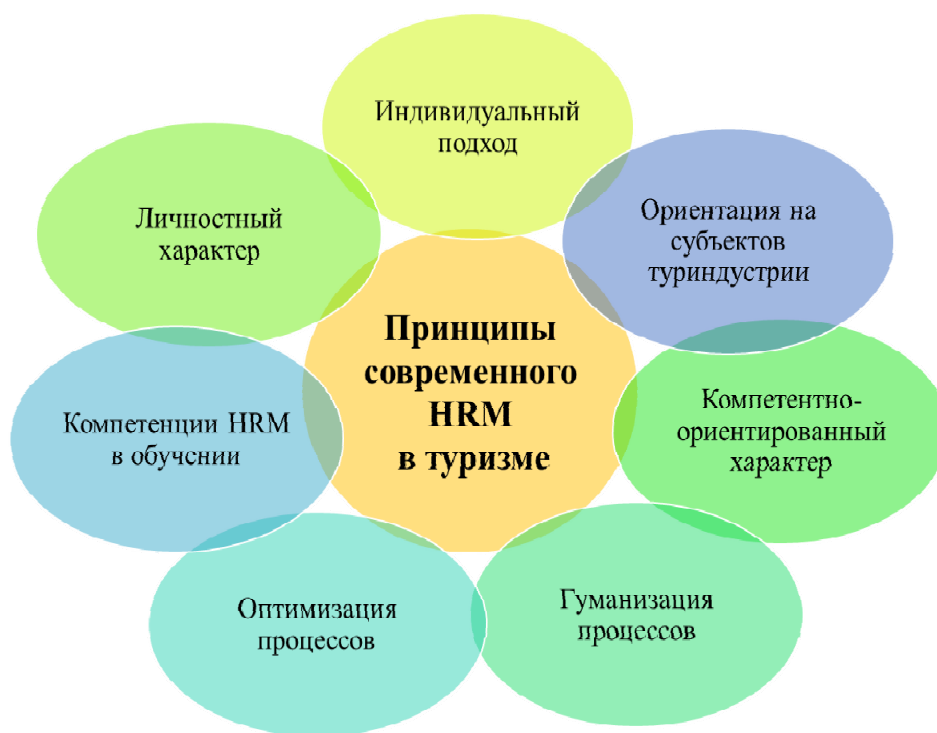 Индивидуальный
подход
Ориентация на
субъектов
туриндустрии
Компетентно-
ориентированный
характер
Гуманизация
процессов
Оптимизация
процессов
Компетенции HRM
в обучении
Личностный
характер
Принципы
современного
HRM
в туризме